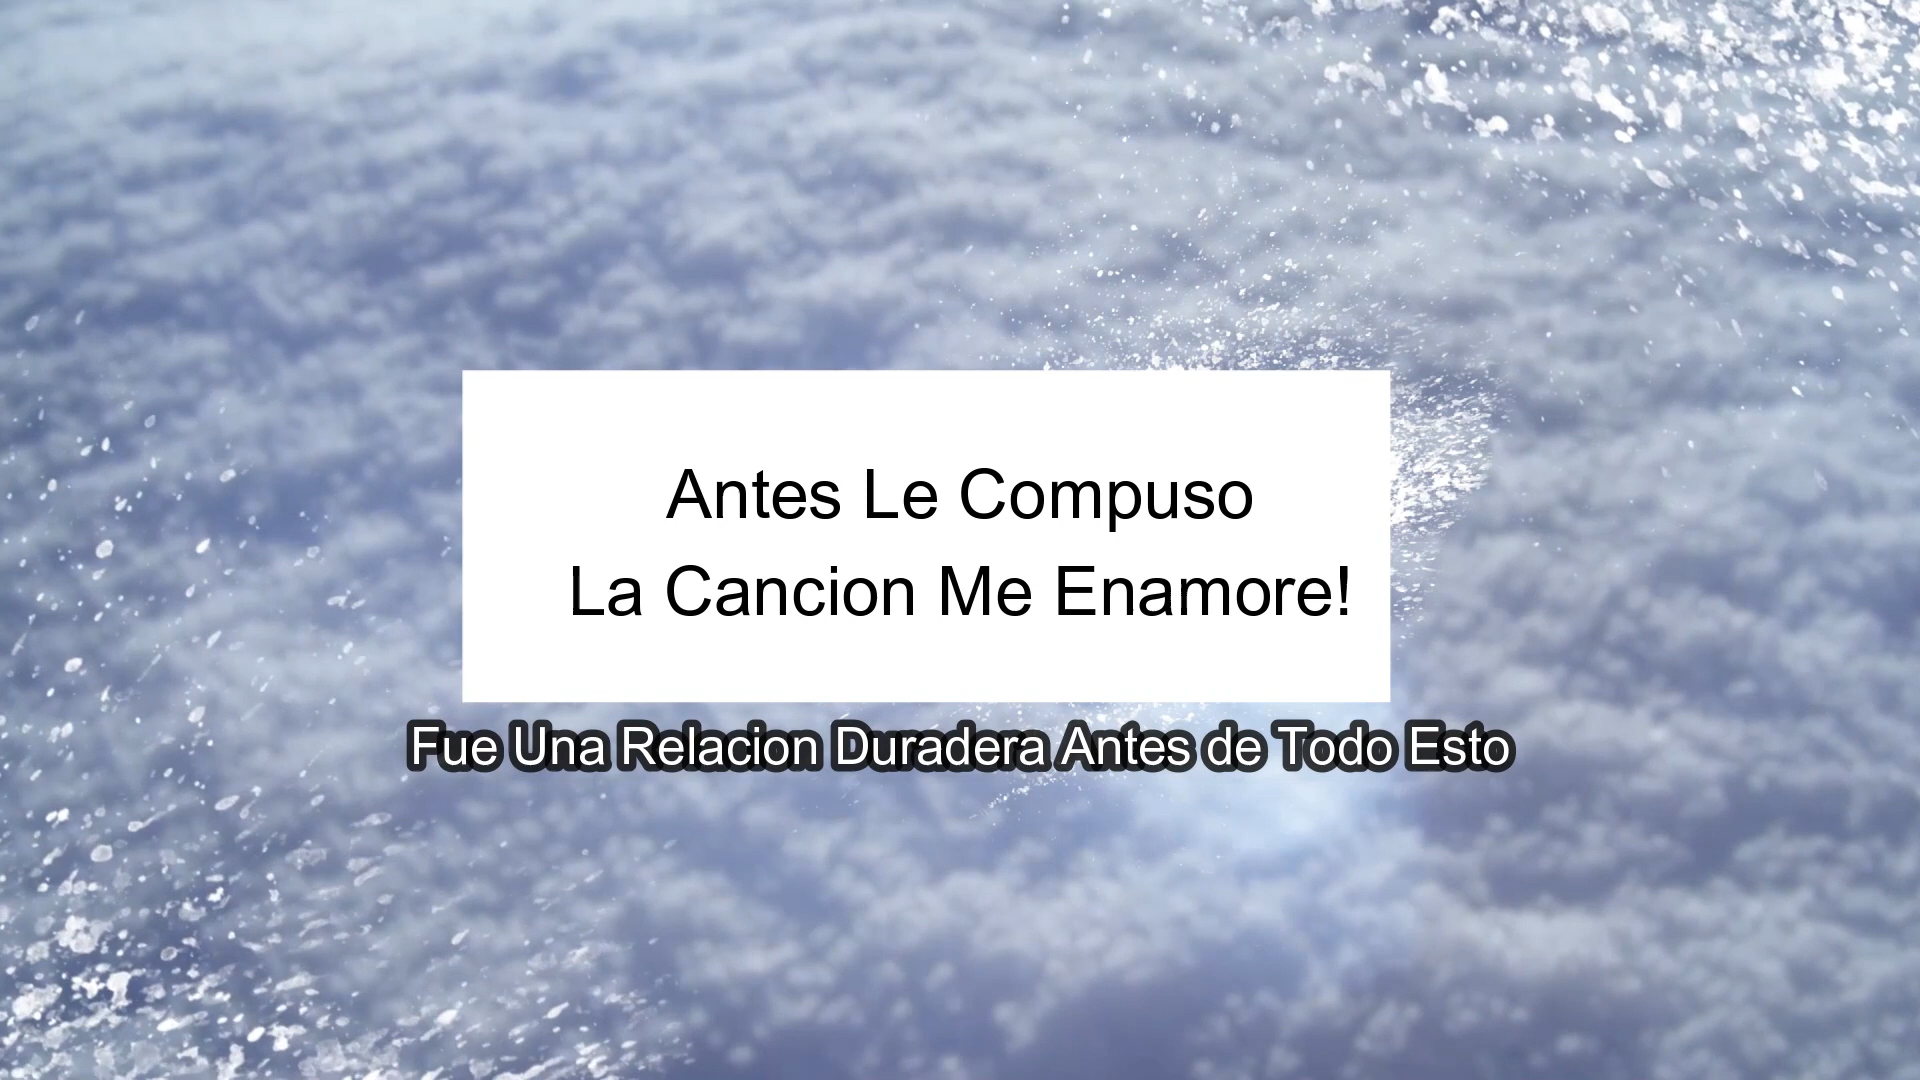 Antes Le Compuso
La Cancion Me Enamore!
Fue Una Relacion Duradera Antes de Todo Esto